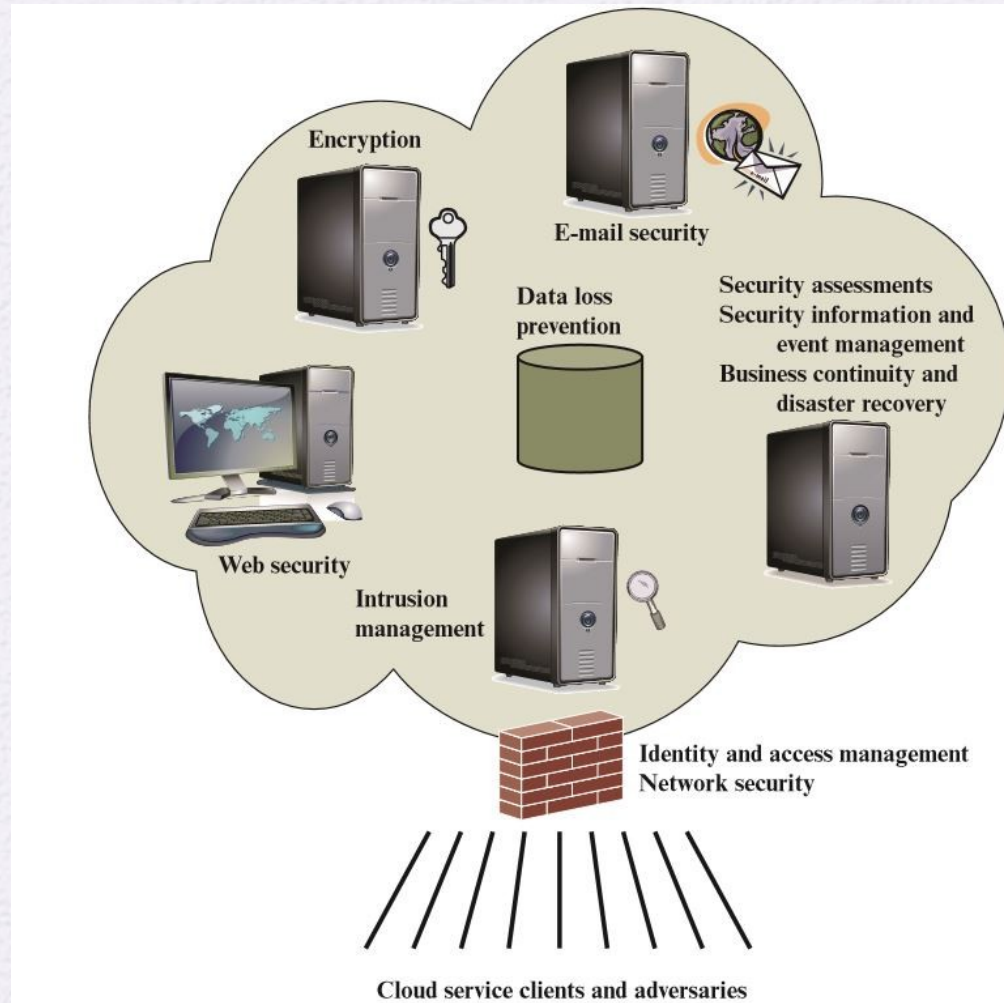 Encryption
E-mail security
e-mail
Data loss
prevention
Security assessments
Security information and
event management
Business continuity and
disaster recovery
Web security
Intrusion
management
Identity and access management
Network security
Cloud service clients and adversaries